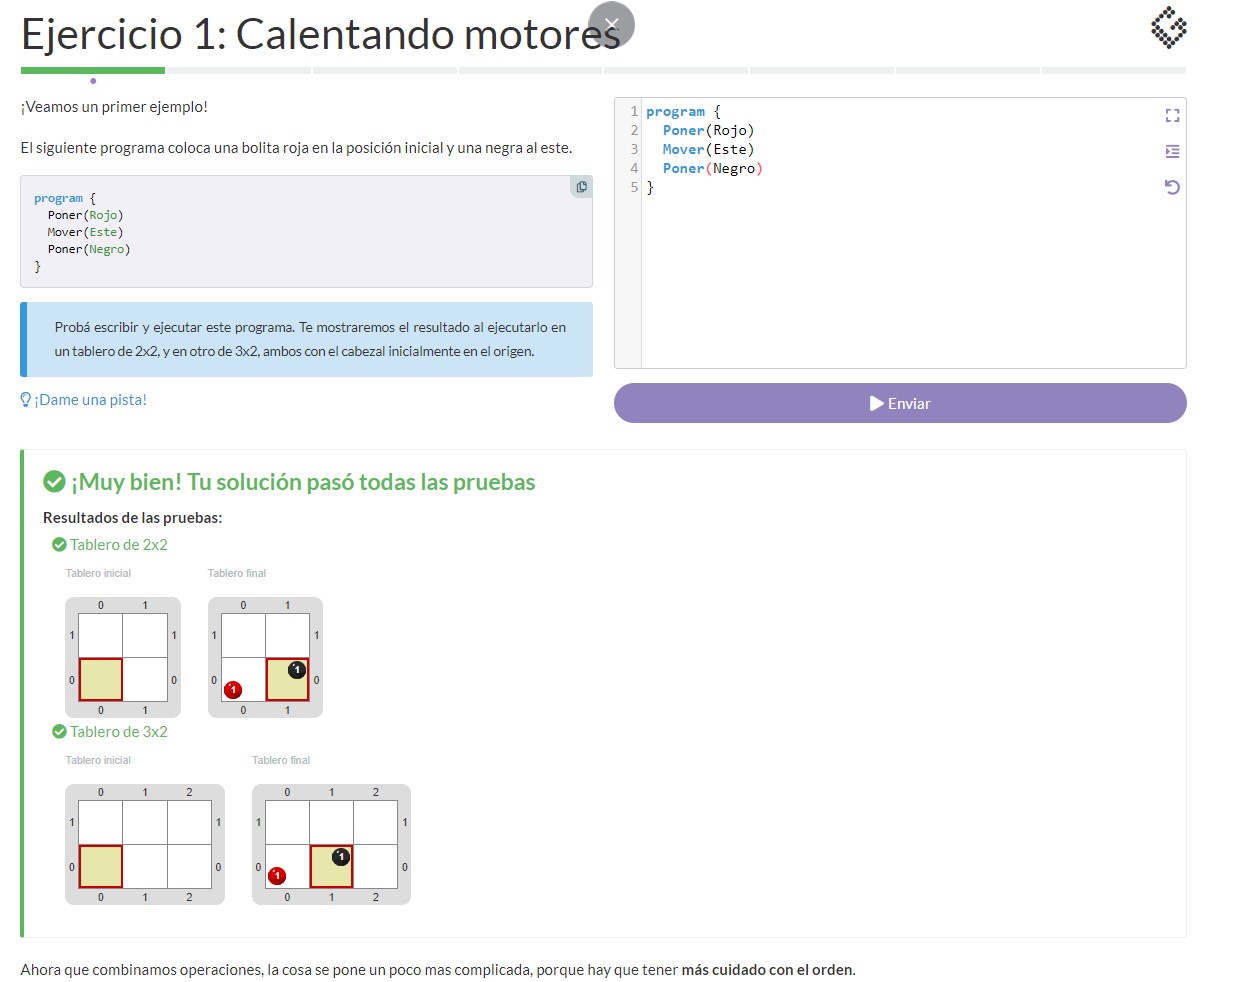 Ejercicio 1: Calentando motores
¡Veamos un primer ejemplo!
El siguiente programa coloca una bolita roja en la posición inicial y una negra al este.
program {
Poner(Rojo)
Mover(Este)
Poner(Negro)
}
Probá escribir y ejecutar este programa. Te mostraremos el resultado al ejecutarlo en
un tablero de 2x2, y en otro de 3x2, ambos con el cabezal inicialmente en el origen.
¡Dame una pista!
1 program {
2 Poner(Rojo)
3 Mover(Este)
4 Poner(Negro)
5 }
Enviar
¡Muy bien! Tu solución pasó todas las pruebas
Resultados de las pruebas:
Tablero de 2x2
Tablero inicial Tablero final
0 1 0 1
1 1 1 1
1
0 0 0 1 0
0 1 0 1
Tablero de 3x2
Tablero inicial Tablero final
0 1 2 0 1 2
1 1 1 1
1
0 0 0 1 0
0 1 2 0 1 2
Ahora que combinamos operaciones, la cosa se pone un poco mas complicada, porque hay que tener más cuidado con el orden.